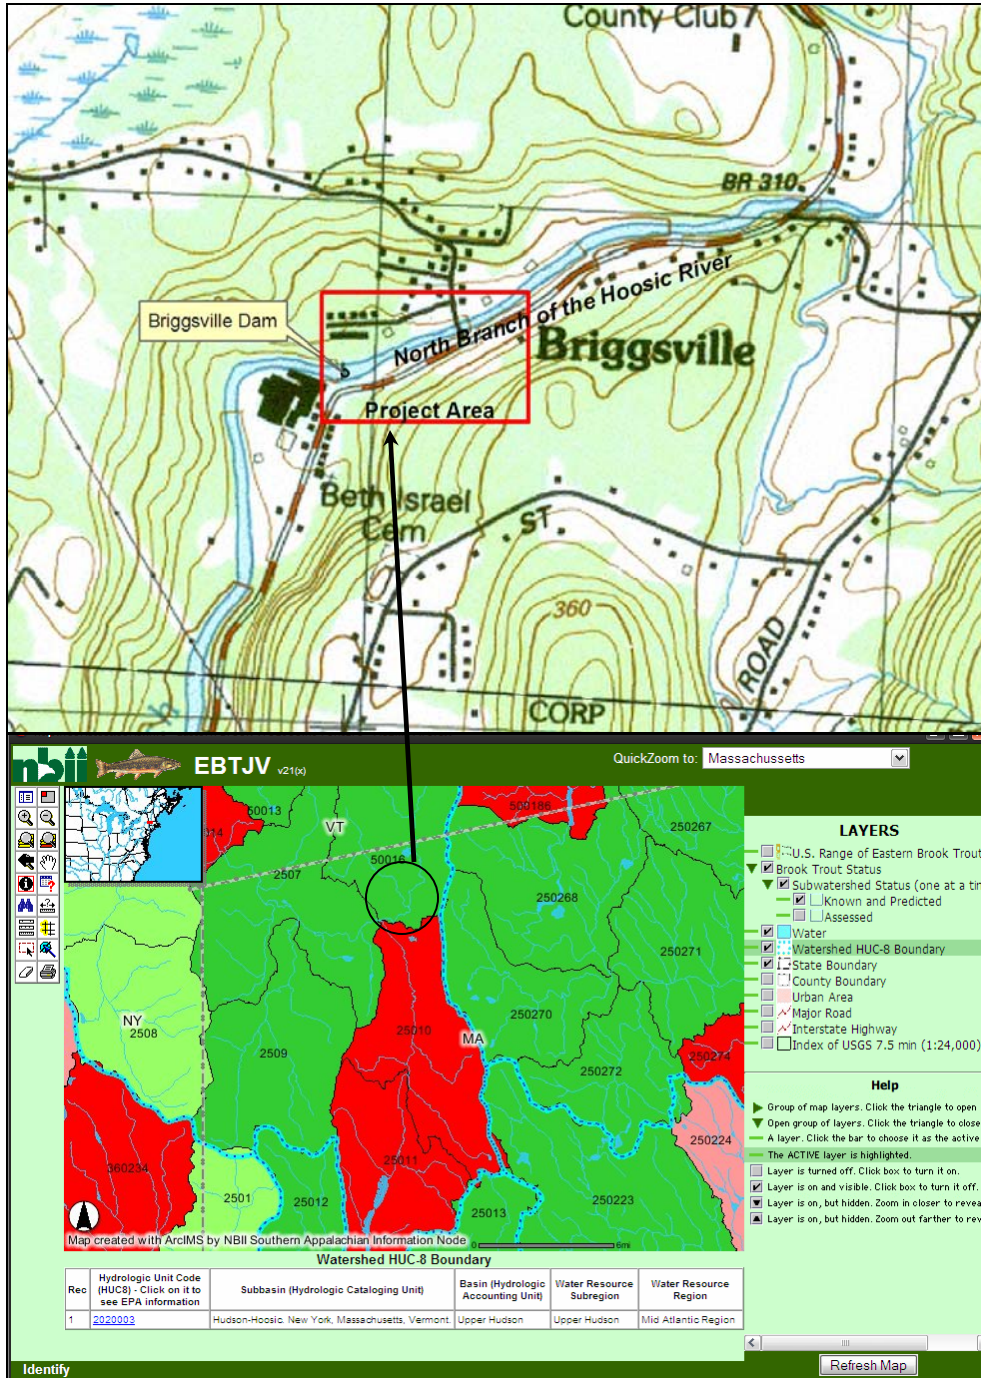 County Club 7
BR 310
North Branch of the Hoosic River
Briggsville Dam
Briggsville
Project Area
Beth Israel
Cem
ST
360
ROAD
CORP
nbii
EBTJV v21(x)
QuickZoom to: Massachussetts
50013
500186
250267
VT
50016
2507
250268
250271
NY
2508
25010
250270
MA
2509
250272
250274
250224
360234
25011
2501
25012
25013
250223
Map created with ArcIMS by NBII Southern Appalachian Information Node
0 6mi
LAYERS
U.S. Range of Eastern Brook Trout
Brook Trout Status
Subwatershed Status (one at a tim
Known and Predicted
Assessed
Water
Watershed HUC-8 Boundary
State Boundary
County Boundary
Urban Area
Major Road
Interstate Highway
Index of USGS 7.5 min (1:24,000)
Help
Group of map layers. Click the triangle to open
Open group of layers. Click the triangle to close
A layer. Click the bar to choose it as the active
The ACTIVE layer is highlighted.
Layer is turned off. Click box to turn it on.
Layer is on and visible. Click box to turn it off.
Layer is on, but hidden. Zoom in closer to revea
Layer is on, but hidden. Zoom out farther to rev
Watershed HUC-8 Boundary
Rec
Hydrologic Unit Code
(HUC8) - Click on it to
see EPA information
Subbasin (Hydrologic Cataloging Unit)
Basin (Hydrologic
Accounting Unit)
Water Resource
Subregion
Water Resource
Region
1 2020003 Hudson-Hoosic. New York, Massachusetts, Vermont. Upper Hudson Upper Hudson Mid Atlantic Region
Identify
Refresh Map